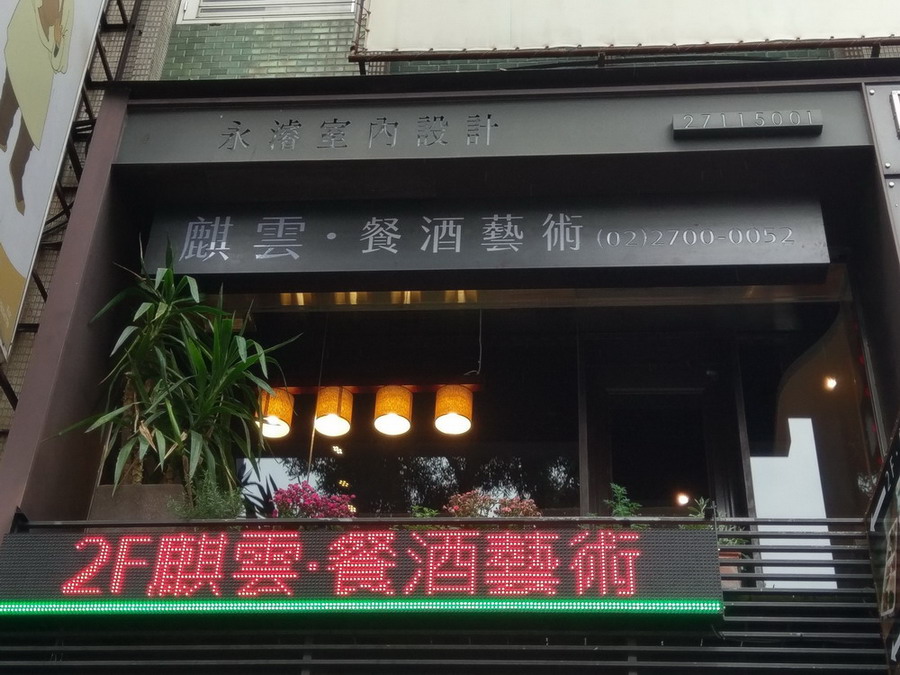 永濬室內設計 27115001
麒雲·餐酒藝術(02)2700-0052
2F麒雲·餐酒藝術